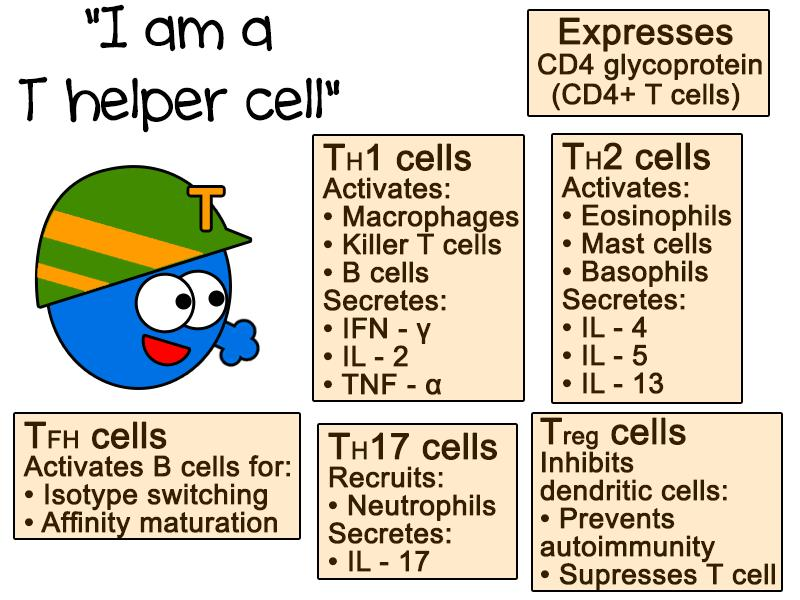 "I am a
T helper cell"
Expresses
CD4 glycoprotein
(CD4+ T cells)
T
TH1 cells
Activates:
• Macrophages
• Killer T cells
• B cells
Secretes:
• IFN - γ
• IL - 2
• TNF - α
TH2 cells
Activates:
• Eosinophils
• Mast cells
• Basophils
Secretes:
• IL - 4
• IL - 5
• IL - 13
TFH cells
Activates B cells for:
• Isotype switching
• Affinity maturation
TH17 cells
Recruits:
• Neutrophils
Secretes:
• IL - 17
Treg cells
Inhibits
dendritic cells:
• Prevents
autoimmunity
• Supresses T cell